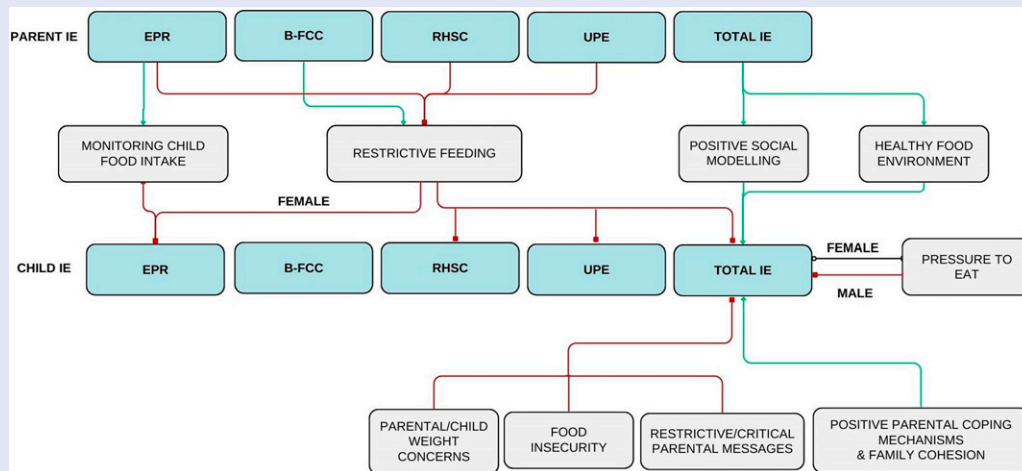 PARENT IE
EPR
B-FCC
RHSC
UPE
TOTAL IE
MONITORING CHILD
FOOD INTAKE
RESTRICTIVE FEEDING
POSITIVE SOCIAL
MODELLING
HEALTHY FOOD
ENVIRONMENT
FEMALE
CHILD IE
EPR
B-FCC
RHSC
UPE
TOTAL IE
FEMALE
MALE
PRESSURE TO
EAT
PARENTAL/CHILD
WEIGHT
CONCERNS
FOOD
INSECURITY
RESTRICTIVE/CRITICAL
PARENTAL MESSAGES
POSITIVE PARENTAL COPING
MECHANISMS
& FAMILY COHESION